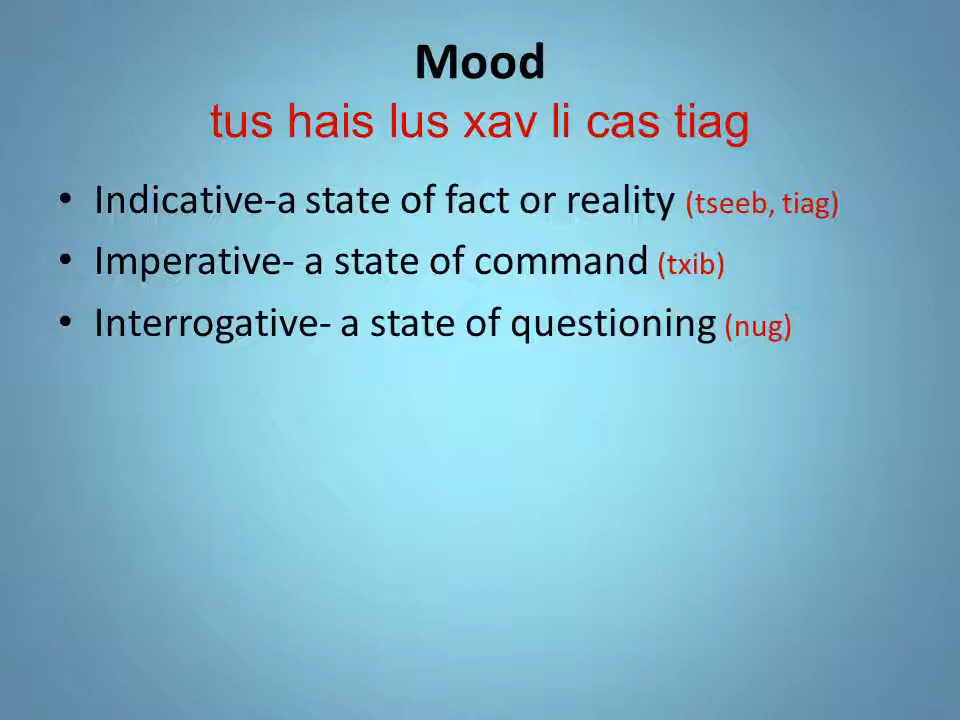 Mood
tus hais lus xav li cas tiag
• Indicative-a state of fact or reality (tseeb, tiag)
• Imperative- a state of command (txib)
• Interrogative- a state of questioning (nug)